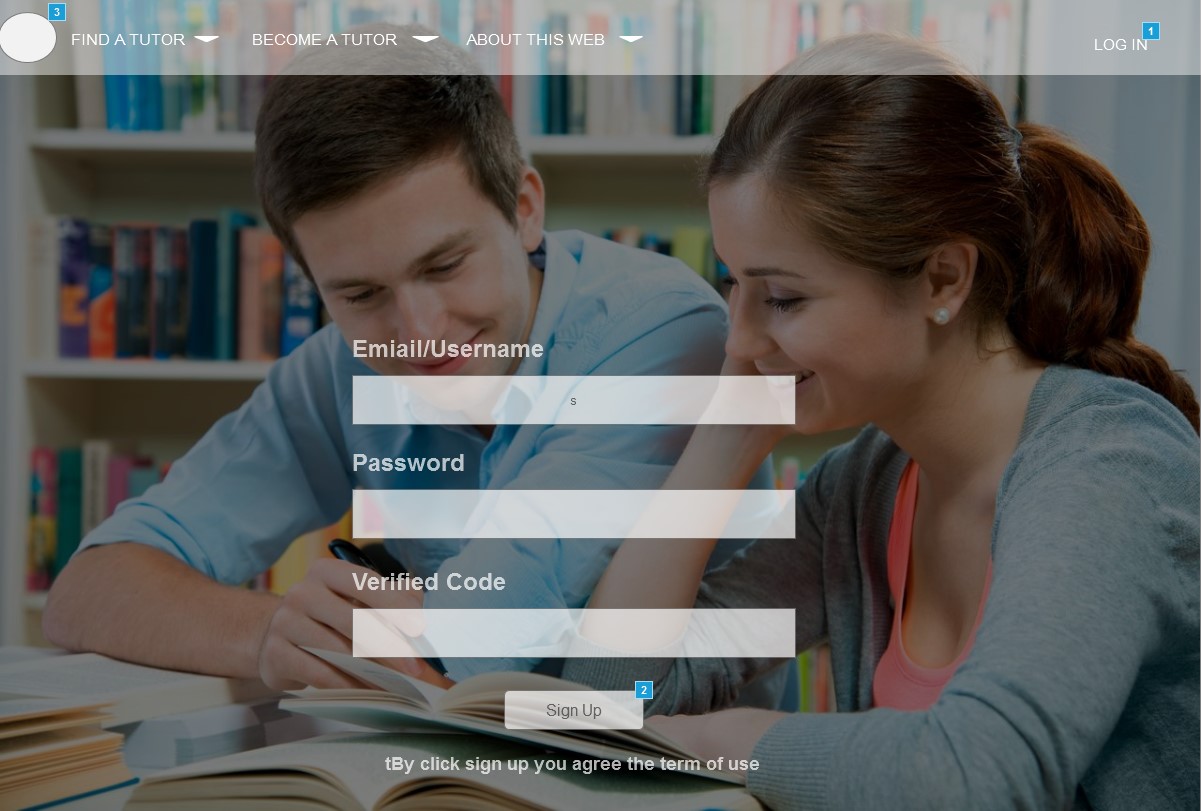 3
FIND A TUTOR BECOME A TUTOR ABOUT THIS WEB LOG IN 1
Emiail/Username
s
Password
Verified Code
2
Sign Up
tBy click sign up you agree the term of use